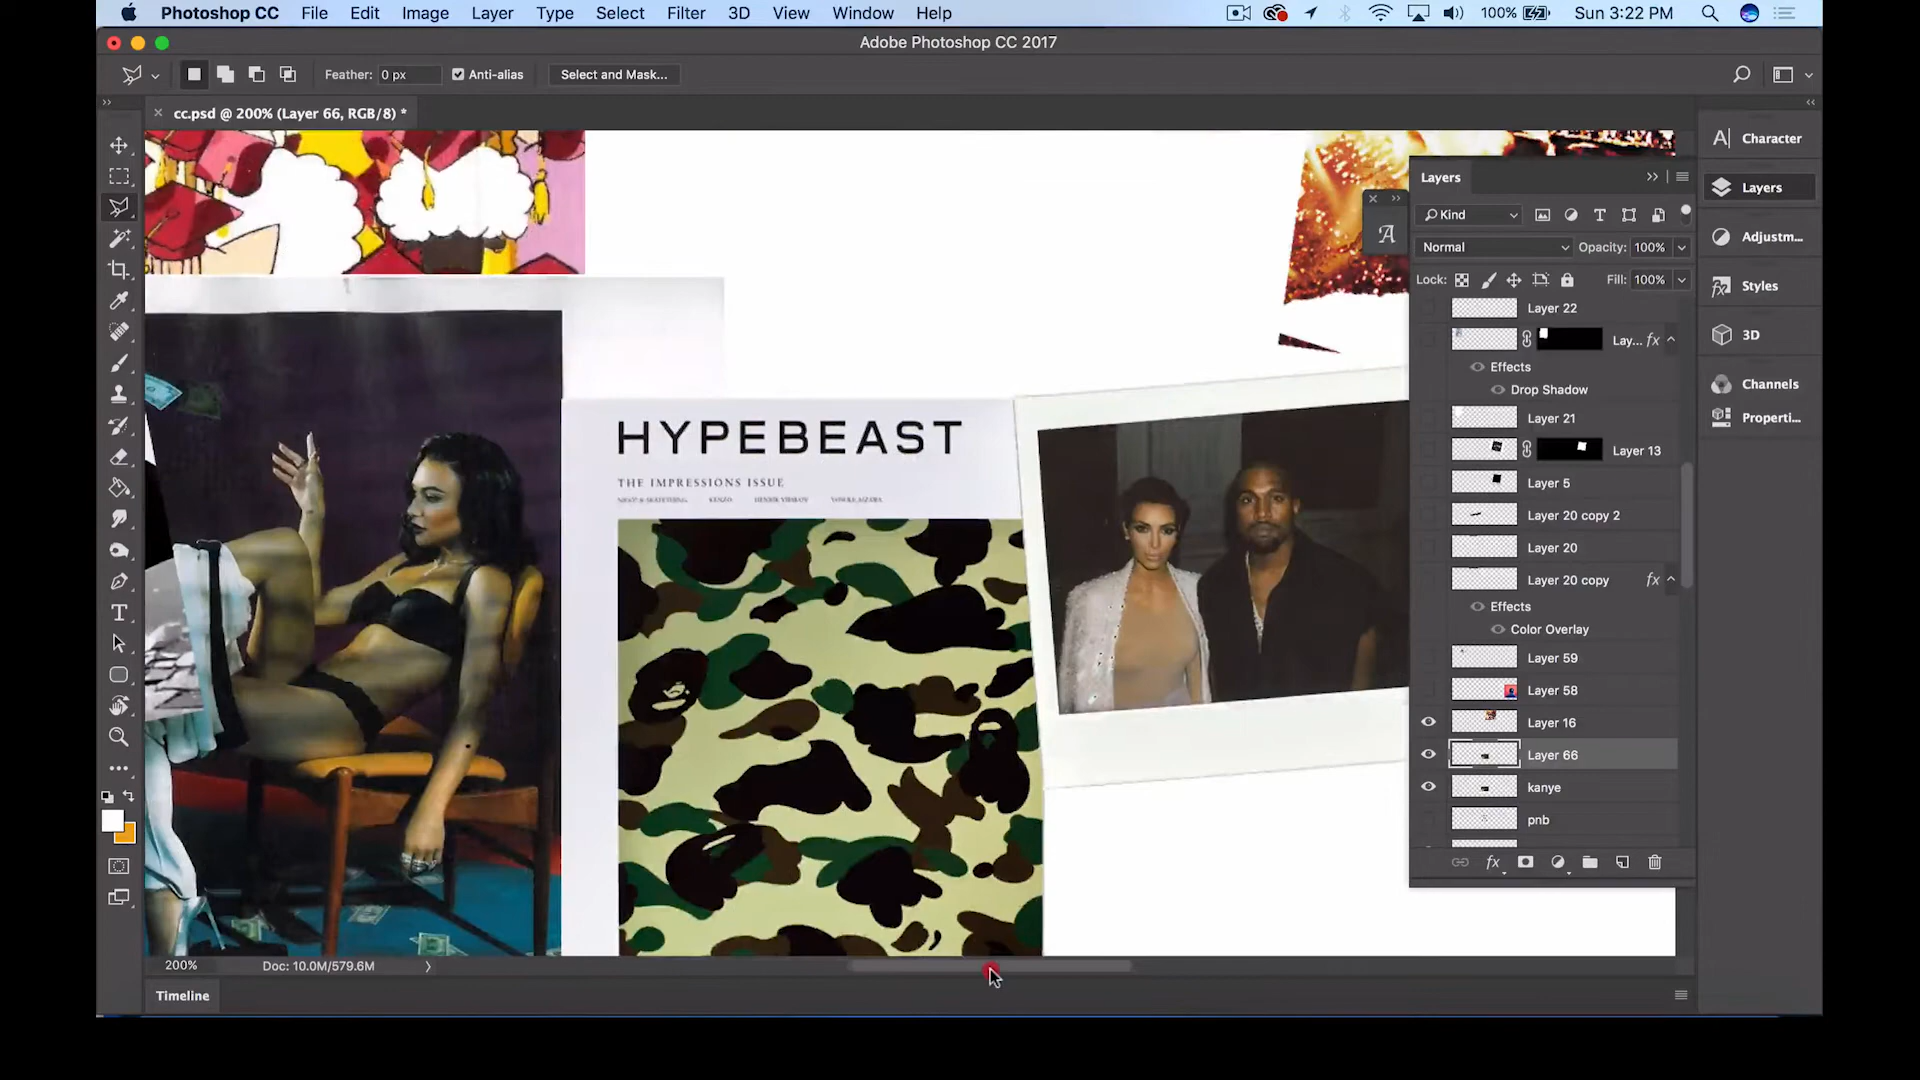 Photoshop CC File Edit Image Layer Type Select Filter 3D View Window Help 100% Sun 3:22 PM
Adobe Photoshop CC 2017
Feather: 0 px Anti-alias Select and Mask...
cc.psd @ 200% (Layer 66, RGB/8) *
Character
Layers
Adjustm...
Styles
3D
Channels
Properti...
Layers
Kind
Normal Opacity: 100%
Lock: Fill: 100%
Layer 22
Lay... fx
Effects
Drop Shadow
Layer 21
Layer 13
Layer 5
Layer 20 copy 2
Layer 20
Layer 20 copy fx
Effects
Color Overlay
Layer 59
Layer 58
Layer 16
Layer 66
kanye
pnb
fx
HYPEBEAST
THE IMPRESSIONS ISSUE
KENZO
200% Doc: 10.0M/579.6M
Timeline